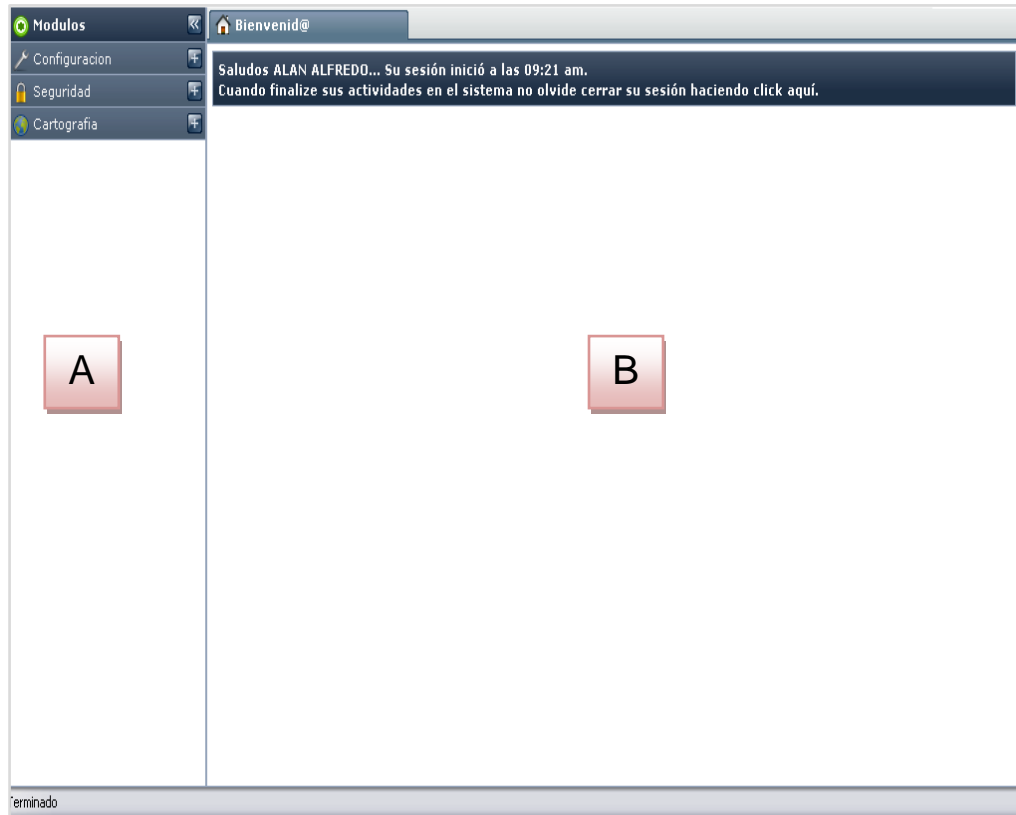 Modulos
Bienvenid@
Configuracion
Seguridad
Cartografia
Saludos ALAN ALFREDO... Su sesión inició a las 09:21 am.
Cuando finalize sus actividades en el sistema no olvide cerrar su sesión haciendo click aquí.
A
B
erminado